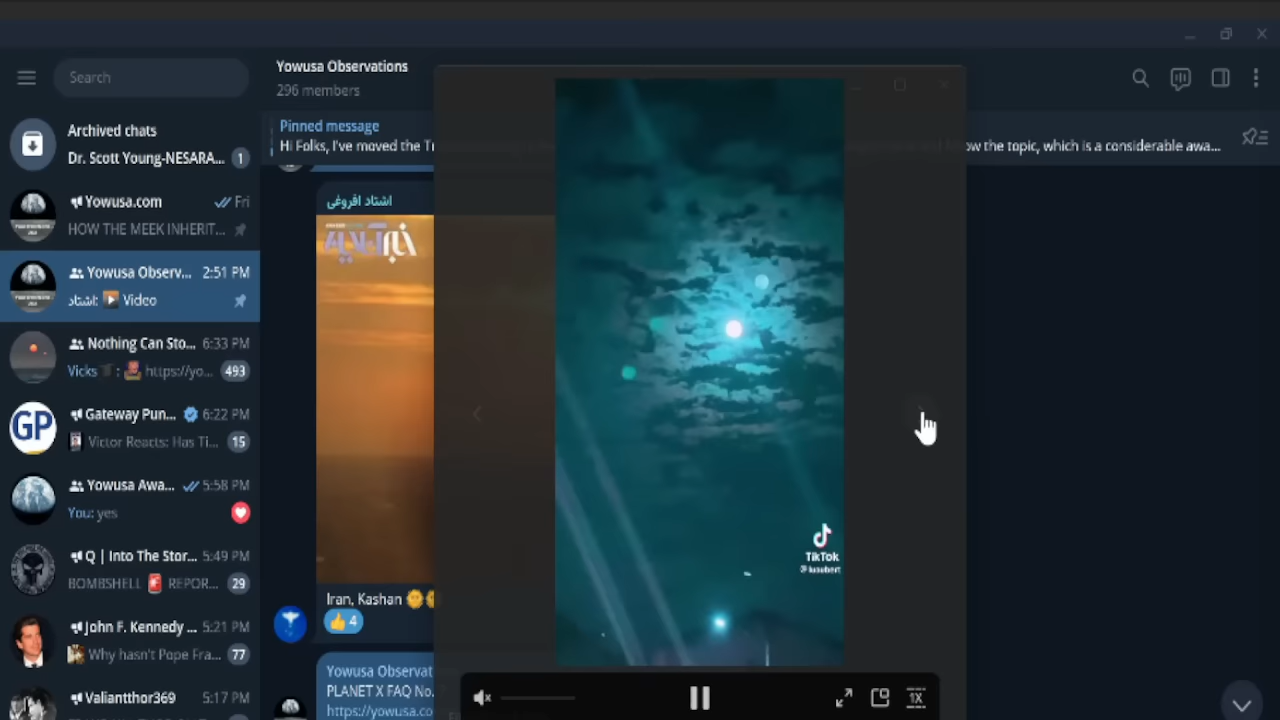 Search
Archived chats
Dr. Scott Young-NESARA...
1
Yowusa.com
Fri
HOW THE MEEK INHERIT...
Yowusa Observ...
2:51 PM
اشتاد:
Video
Nothing Can Sto...
6:33 PM
Vicks
: https://yo...
493
Gateway Pun...
6:22 PM
Victor Reacts: Has Ti...
15
Yowusa Awa...
5:58 PM
You: yes
Q | Into The Stor...
5:49 PM
BOMBSHELL 🚨 REPOR...
29
John F. Kennedy ...
5:21 PM
Why hasn't Pope Fra...
77
Valiantthor369
5:17 PM
Yowusa Observations
296 members
Pinned message
Hi Folks, I've moved the
the topic, which is a considerable awa...
اشتاد افروغی
Iran, Kashan 🌞
👍 4
Yowusa Observat
PLANET X FAQ No.
https://yowusa.co
TikTok
1X